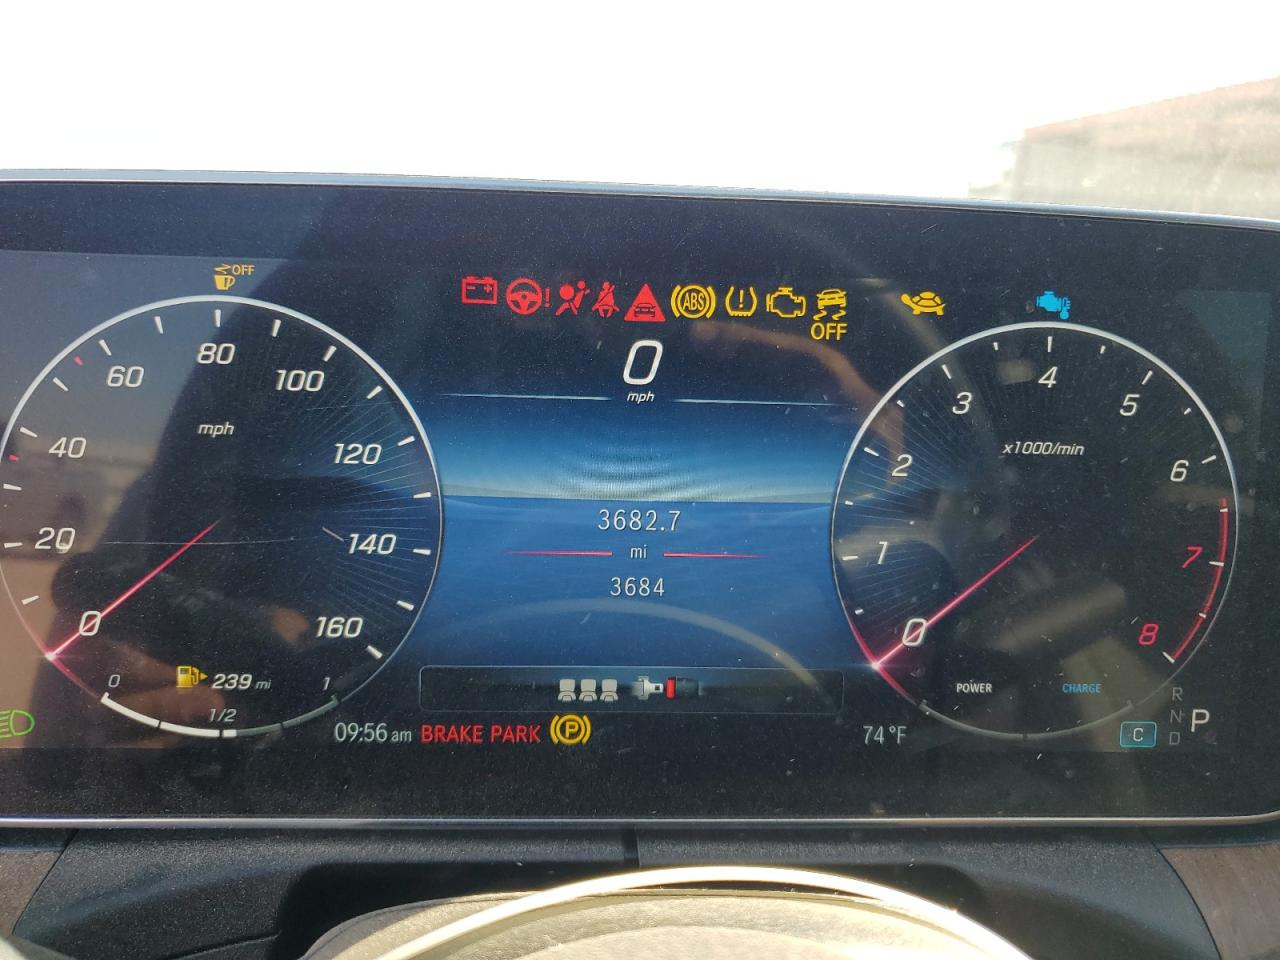 OFF
ABS
OFF
0
mph
0
20
40
60
80
100
120
140
160
mph
0
1/2
1
239 mi
3682.7
mi
3684
0
1
2
3
4
5
6
7
8
x1000/min
POWER
CHARGE
09:56 am BRAKE PARK P
74°F
C
R
N
D
P